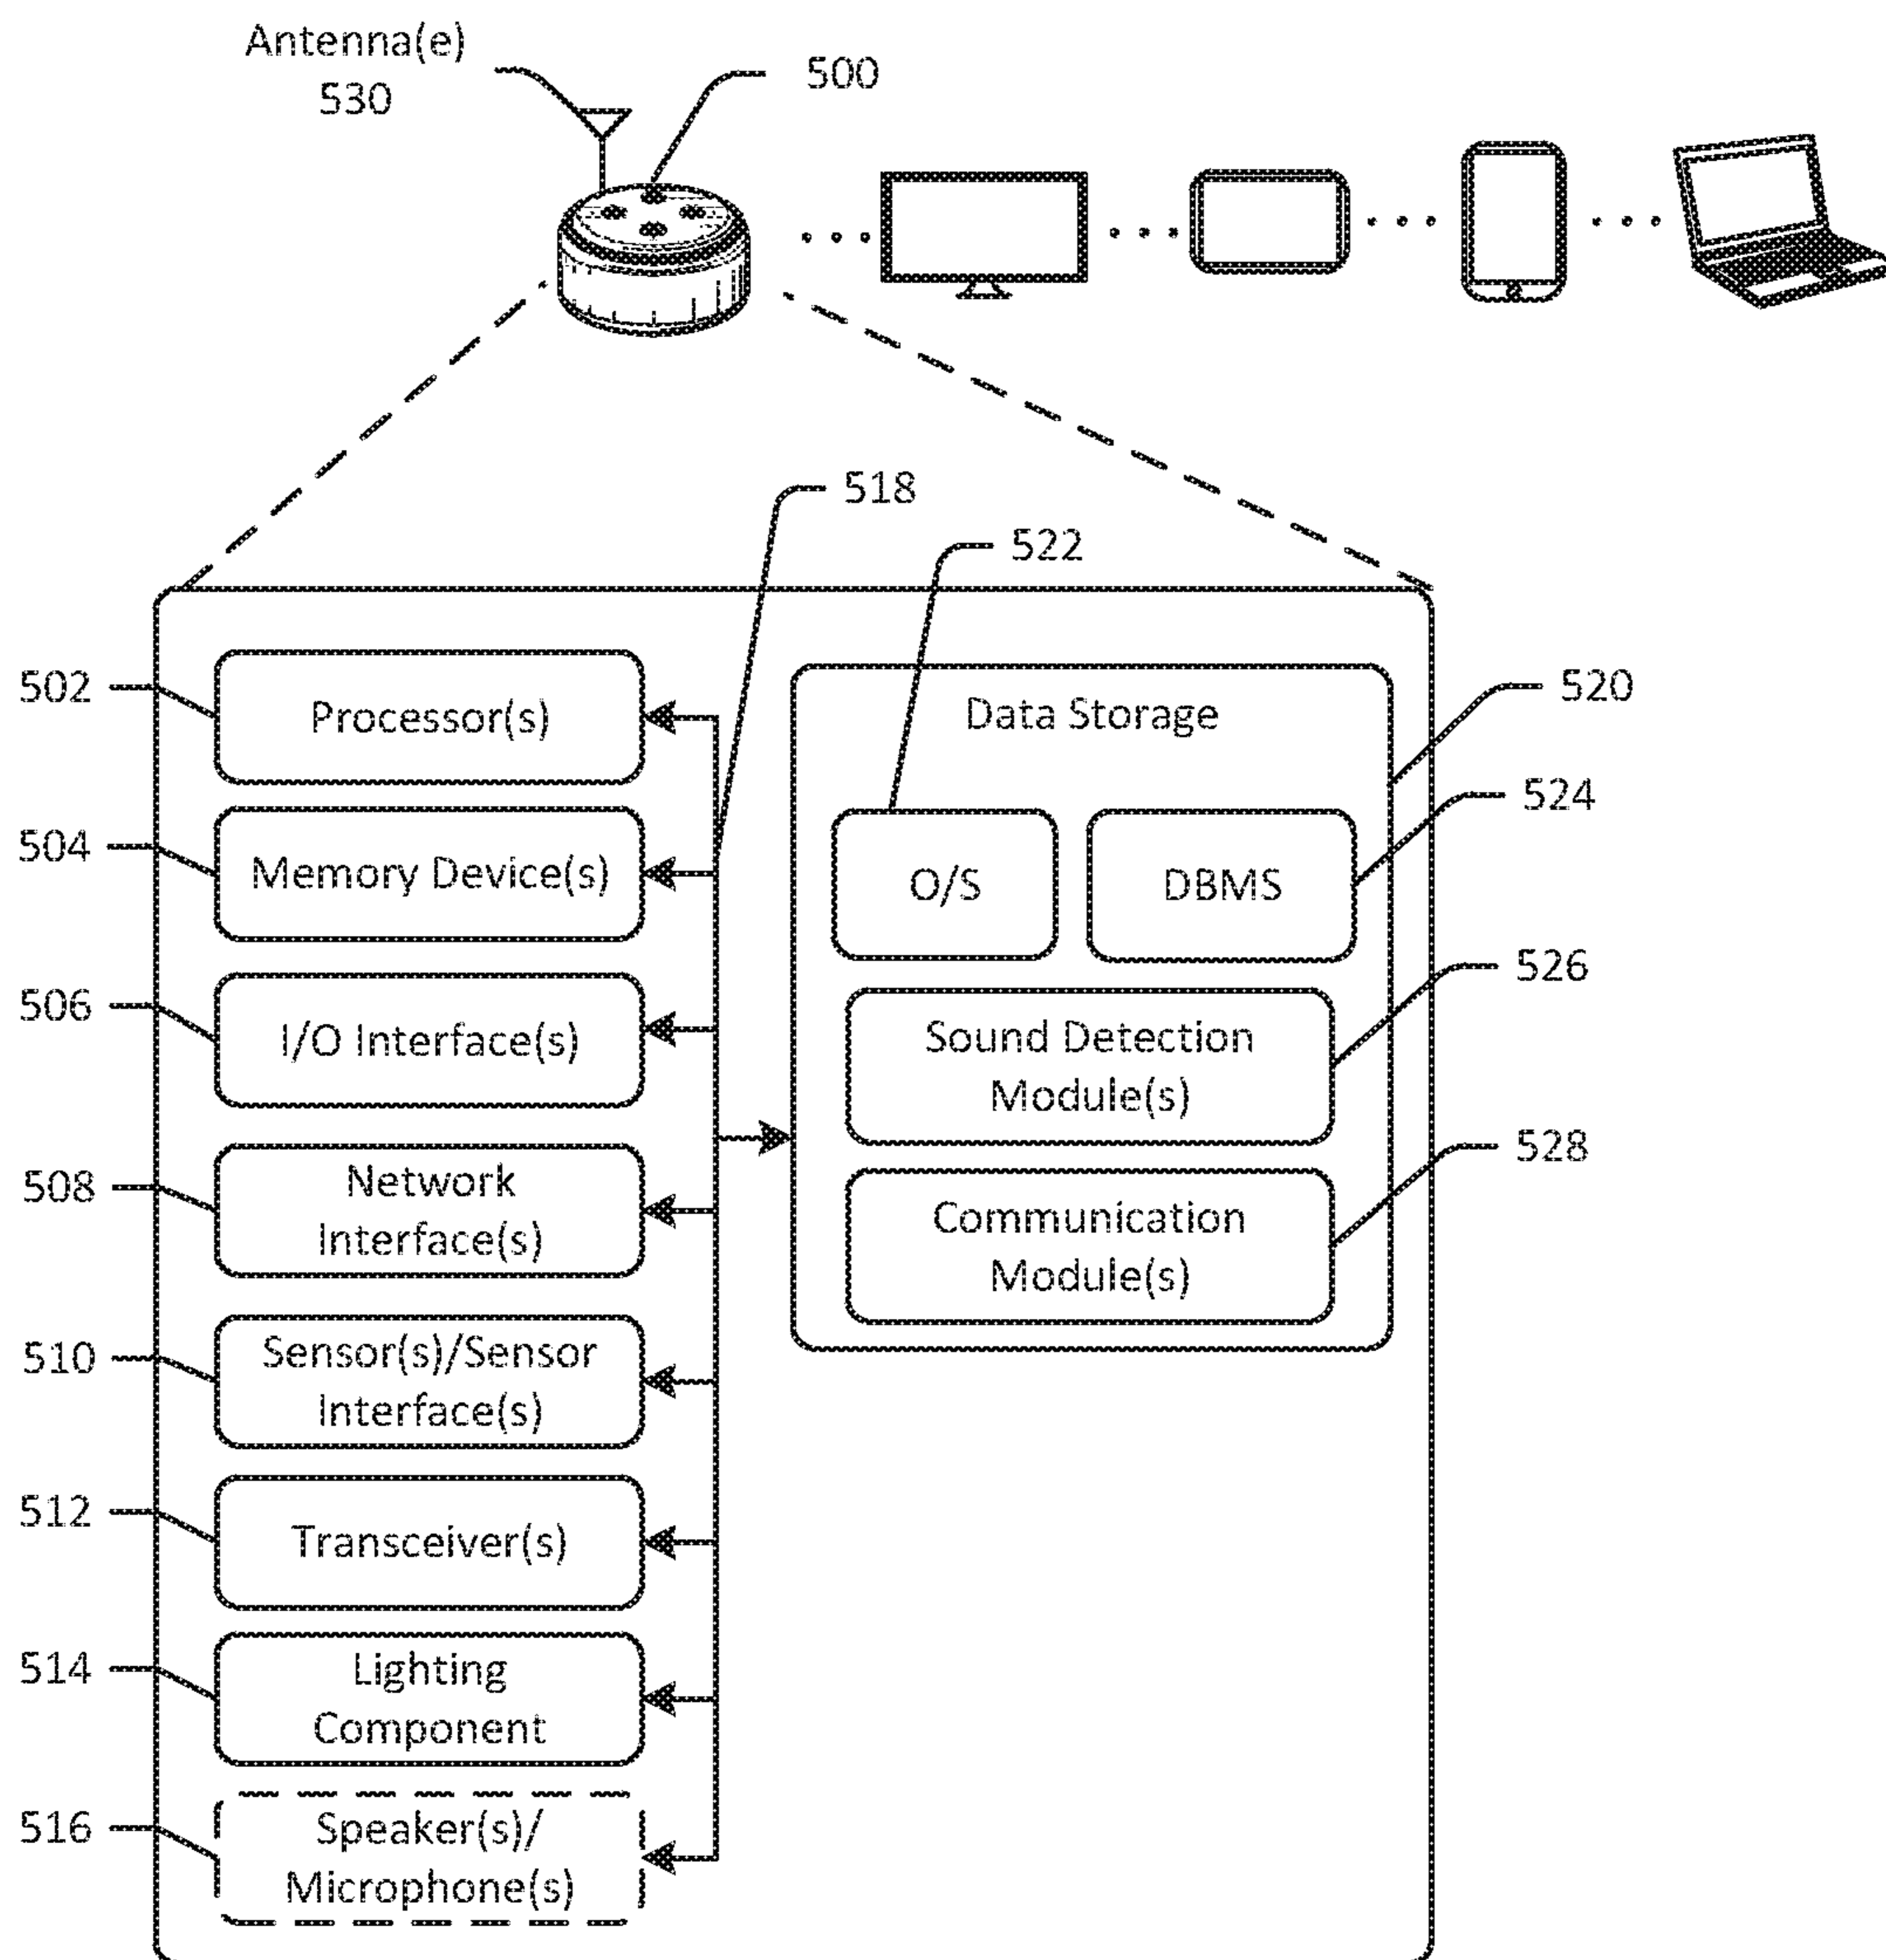 Antenna(e)
530
500
518
522
502
Processor(s)
504
Memory Device(s)
506
I/O Interface(s)
508
Network
Interface(s)
510
Sensor(s)/Sensor
Interface(s)
512
Transceiver(s)
514
Lighting
Component
516
Speaker(s)/
Microphone(s)
Data Storage
520
O/S
DBMS
524
Sound Detection
Module(s)
526
Communication
Module(s)
528